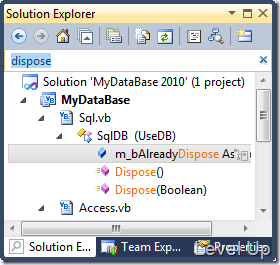 Solution Explorer
dispose
Solution 'MyDataBase 2010' (1 project)
MyDataBase
Sql.vb
SqlDB (UseDB)
m_bAlreadyDispose As
Dispose()
Dispose(Boolean)
Access.vb
Solution E... Team Exp... Properties
Level Up